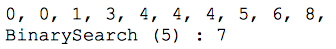 0, 0, 1, 3, 4, 4, 4, 5, 6, 8,
BinarySearch (5) : 7